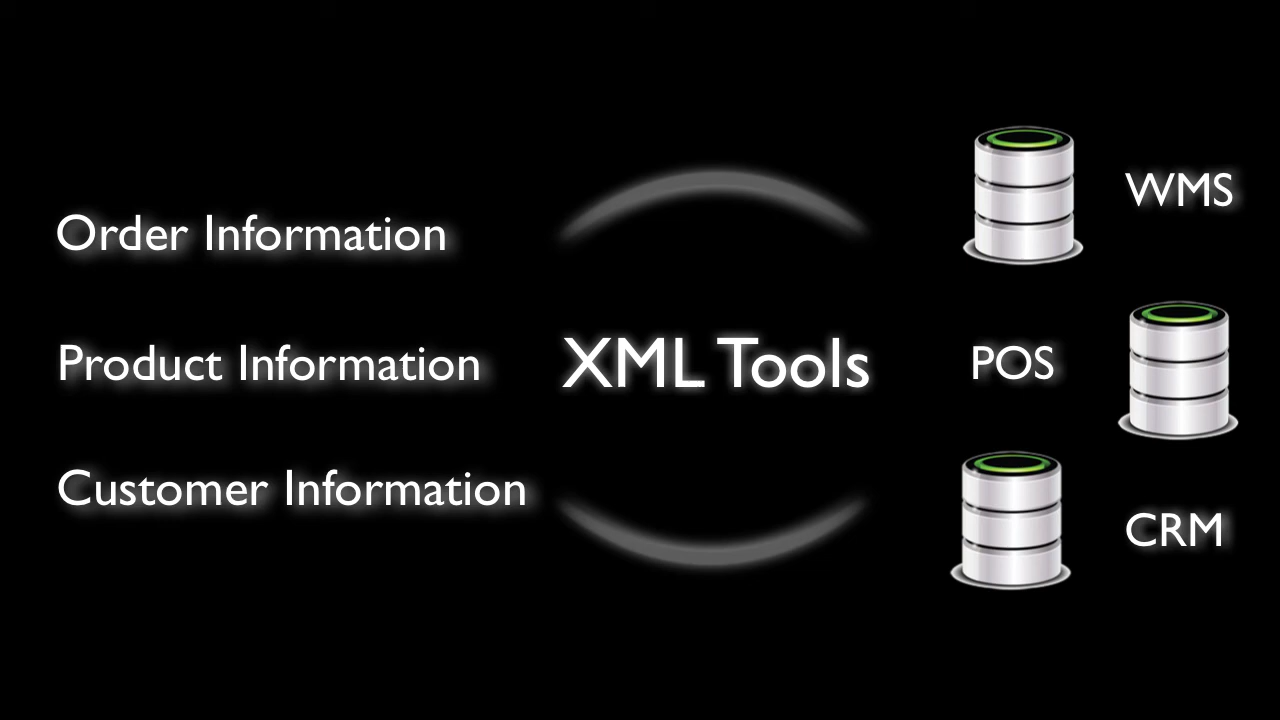 Order Information
Product Information
Customer Information
XML Tools
WMS
POS
CRM